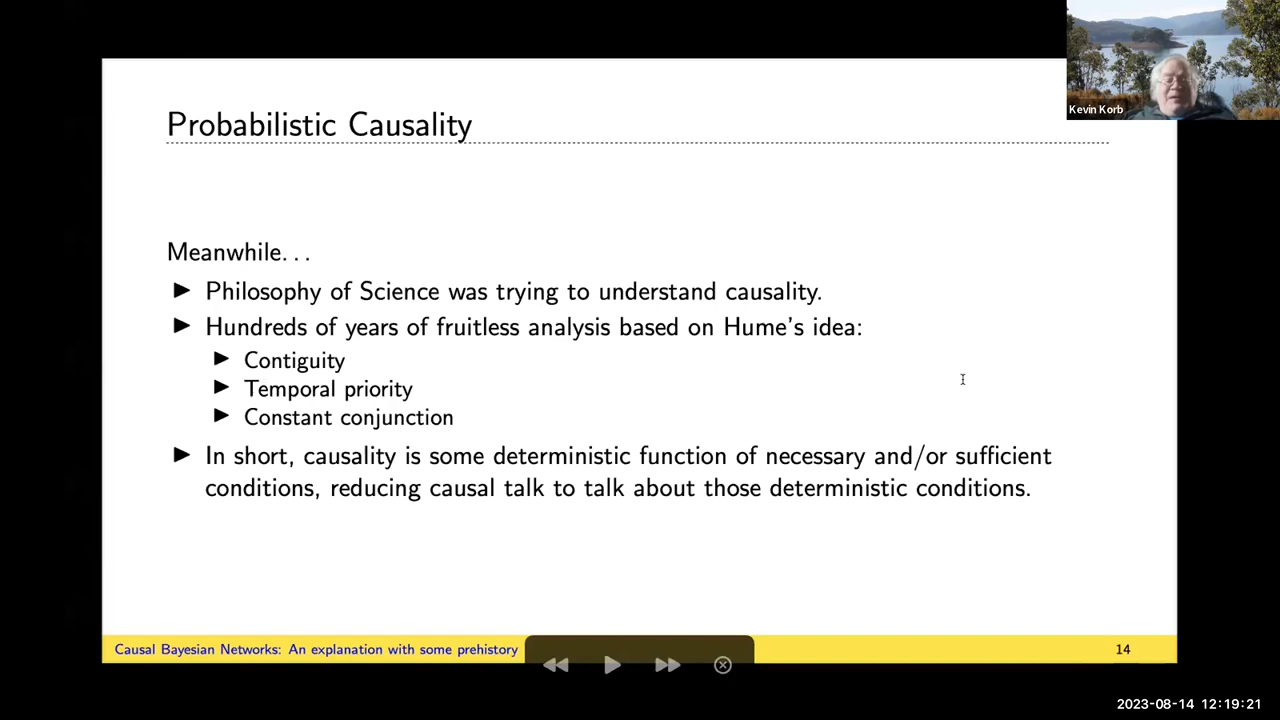 Kevin Korb
Probabilistic Causality
Meanwhile. . .
▶ Philosophy of Science was trying to understand causality.
▶ Hundreds of years of fruitless analysis based on Hume's idea:
▶ Contiguity
▶ Temporal priority
▶ Constant conjunction
▶ In short, causality is some deterministic function of necessary and/or sufficient
conditions, reducing causal talk to talk about those deterministic conditions.
Causal Bayesian Networks: An explanation with some prehistory
14
2023-08-14 12:19:21